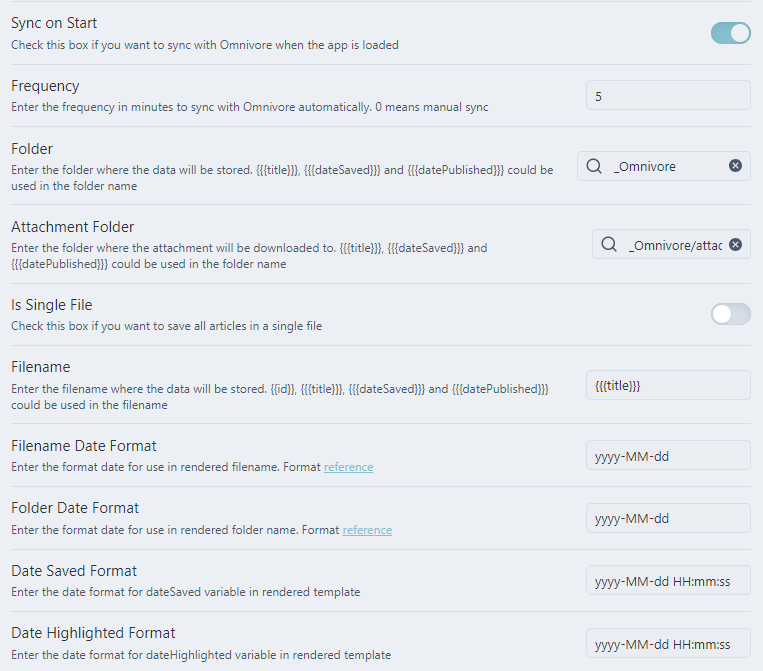 Sync on Start
Check this box if you want to sync with Omnivore when the app is loaded
Frequency
Enter the frequency in minutes to sync with Omnivore automatically. 0 means manual sync
5
Folder
Enter the folder where the data will be stored. {{{title}}}, {{{dateSaved}}} and {{{datePublished}}} could be
used in the folder name
_Omnivore
Attachment Folder
Enter the folder where the attachment will be downloaded to. {{{title}}}, {{{dateSaved}}} and
{{{datePublished}}} could be used in the folder name
_Omnivore/attac
Is Single File
Check this box if you want to save all articles in a single file
Filename
Enter the filename where the data will be stored. {{id}}, {{{title}}}, {{{dateSaved}}} and {{{datePublished}}}
could be used in the filename
{{{title}}}
Filename Date Format
Enter the format date for use in rendered filename. Format reference
yyyy-MM-dd
Folder Date Format
Enter the format date for use in rendered folder name. Format reference
yyyy-MM-dd
Date Saved Format
Enter the date format for dateSaved variable in rendered template
yyyy-MM-dd HH:mm:ss
Date Highlighted Format
Enter the date format for dateHighlighted variable in rendered template
yyyy-MM-dd HH:mm:ss